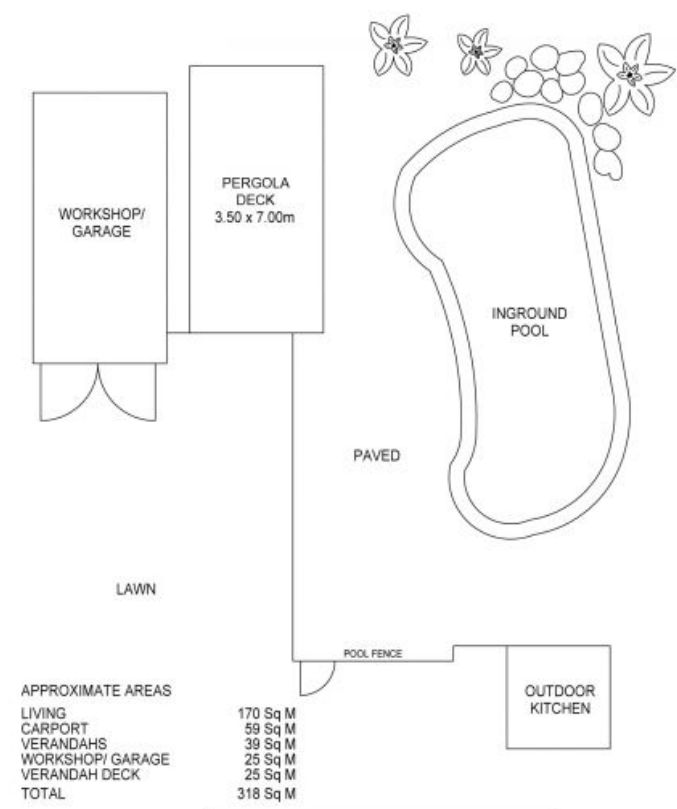 WORKSHOP/
GARAGE
PERGOLA
DECK
3.50 x 7.00m
INGROUND
POOL
PAVED
LAWN
POOL FENCE
OUTDOOR
KITCHEN
APPROXIMATE AREAS
LIVING 170 Sq M
CARPORT 59 Sq M
VERANDAHS 39 Sq M
WORKSHOP/ GARAGE 25 Sq M
VERANDAH DECK 25 Sq M
TOTAL 318 Sq M